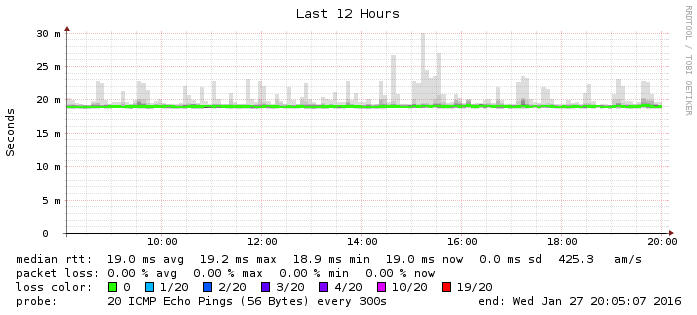 Last 12 Hours
RRDTOOL / TOBI OETIKER
Seconds
30 m
25 m
20 m
15 m
10 m
5 m
0
10:00 12:00 14:00 16:00 18:00 20:00
median rtt: 19.0 ms avg 19.2 ms max 18.9 ms min 19.0 ms now 0.0 ms sd 425.3 am/s
packet loss: 0.00 % avg 0.00 % max 0.00 % min 0.00 % now
loss color: 0 1/20 2/20 3/20 4/20 10/20 19/20
probe: 20 ICMP Echo Pings (56 Bytes) every 300s end: Wed Jan 27 20:05:07 2016